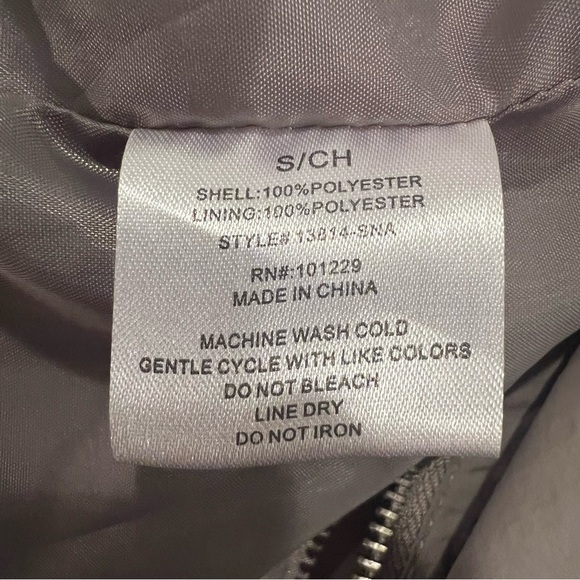 S/CH
SHELL:100%POLYESTER
LINING:100%POLYESTER
STYLE# 13814-SNA
RN#:101229
MADE IN CHINA
MACHINE WASH COLD
GENTLE CYCLE WITH LIKE COLORS
DO NOT BLEACH
LINE DRY
DO NOT IRON